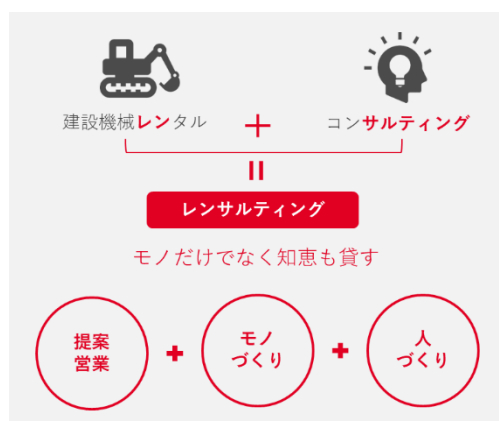 建設機械レンタル + コンサルティング
=
レンサルティング
モノだけでなく知恵も貸す
提案
営業
+
モノ
づくり
+
人
づくり